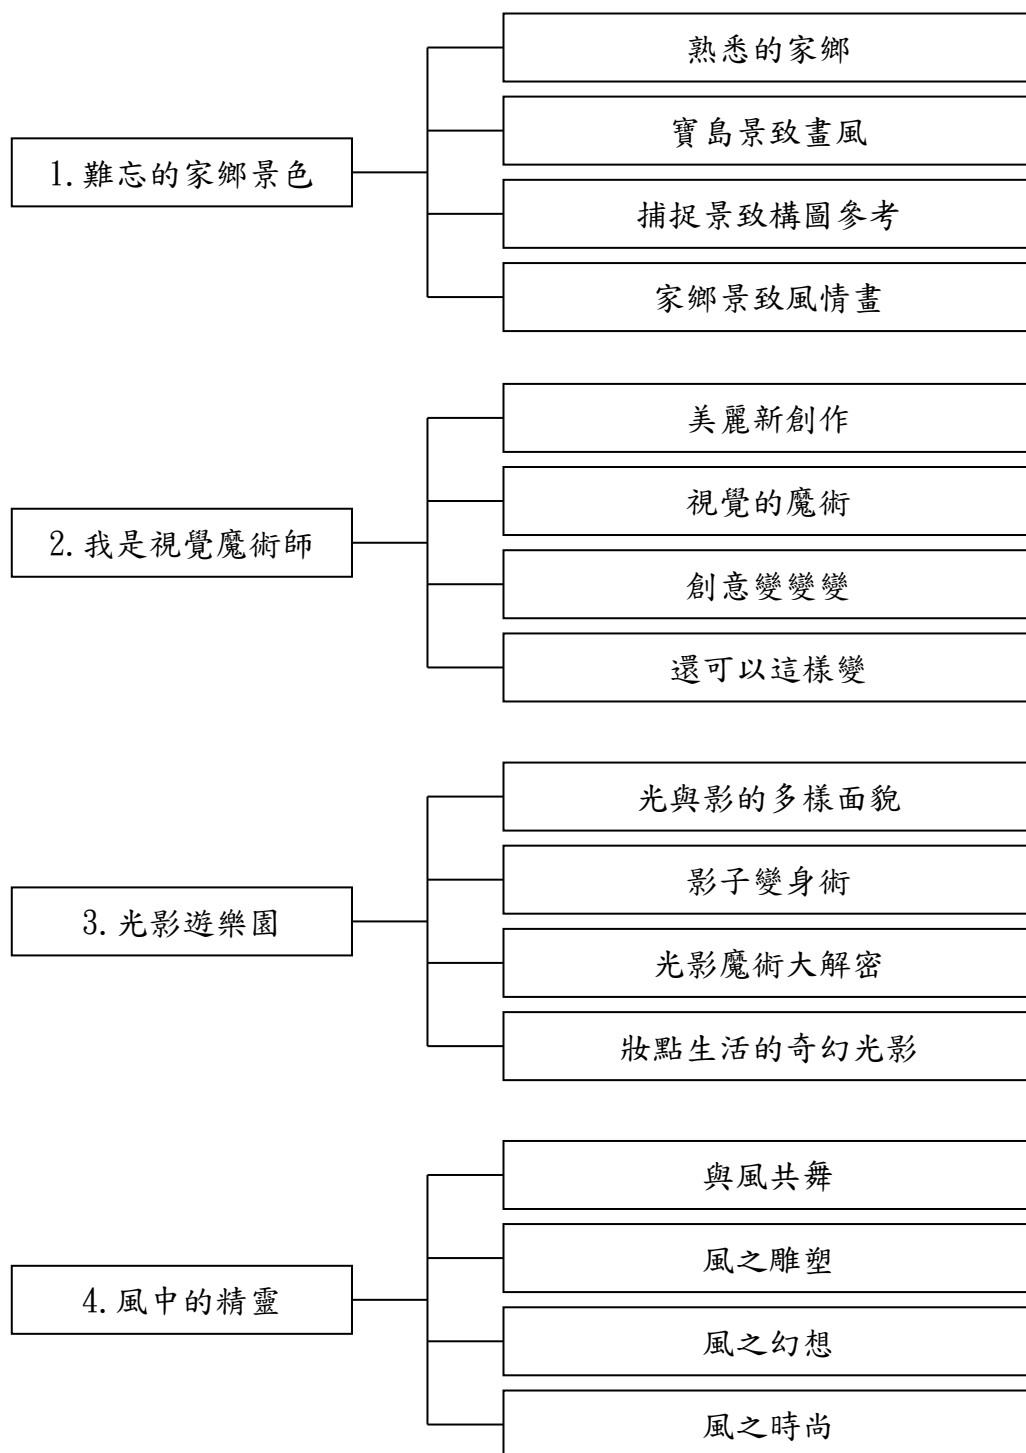 1.難忘的家鄉景色
熟悉的家鄉
寶島景致畫風
捕捉景致構圖參考
家鄉景致風情畫
2.我是視覺魔術師
美麗新創作
視覺的魔術
創意變變變
還可以這樣變
3.光影遊樂園
光與影的多樣面貌
影子變身術
光影魔術大解密
妝點生活的奇幻光影
4.風中的精靈
與風共舞
風之雕塑
風之幻想
風之時尚